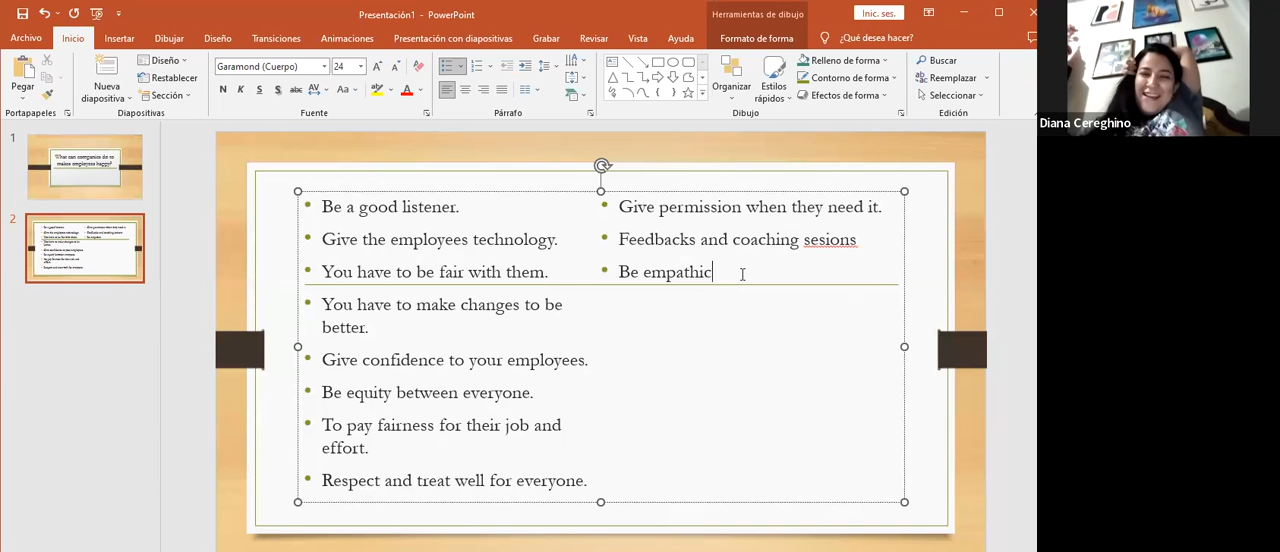 Presentación1 - PowerPoint
Herramientas de dibujo
Inic. ses.
Archivo
Inicio
Insertar
Dibujar
Diseño
Transiciones
Animaciones
Presentación con diapositivas
Grabar
Revisar
Vista
Ayuda
Formato de forma
¿Qué desea hacer?
Pegar
Portapapeles
Nueva
diapositiva
Diseño
Restablecer
Sección
Diapositivas
Garamond (Cuerpo)
24
N K S S abc AV Aa A
Fuente
Párrafo
Organizar
Estilos
rápidos
Relleno de forma
Contorno de forma
Efectos de forma
Dibujo
Buscar
Reemplazar
Seleccionar
Edición
Diana Cereghino
1
What can companies do to
makes employees happy?
2
Be a good listener.
Give the employees technology.
You have to be fair with them.
You have to make changes to be
better.
Give confidence to your employees.
Be equity between everyone.
To pay fairness for their job and
effort.
Respect and treat well for everyone.
Give permission when they need it.
Feedbacks and coaching sesions
Be empathic